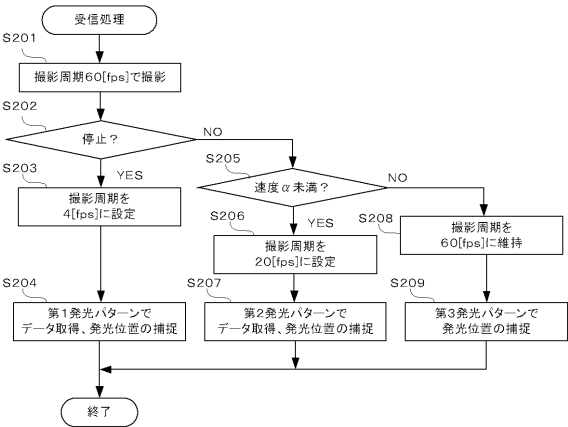 受信処理
S201
撮影周期60[fps]で撮影
S202
停止?
NO
YES
S203
撮影周期を
4[fps]に設定
S204
第1発光パターンで
データ取得、発光位置の捕捉
S205
速度α未満?
NO
YES
S206
撮影周期を
20[fps]に設定
S207
第2発光パターンで
データ取得、発光位置の捕捉
S208
撮影周期を
60[fps]に維持
S209
第3発光パターンで
発光位置の捕捉
終了